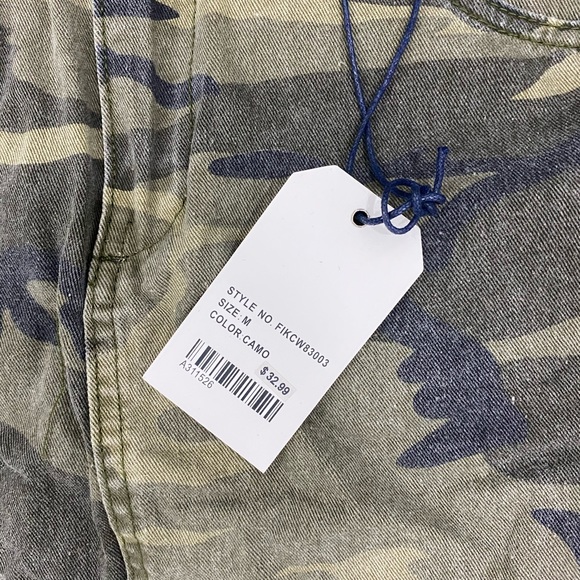 STYLE NO. FIKCW83003
SIZE: M
COLOR:CAMO
$ 32.99
A311526